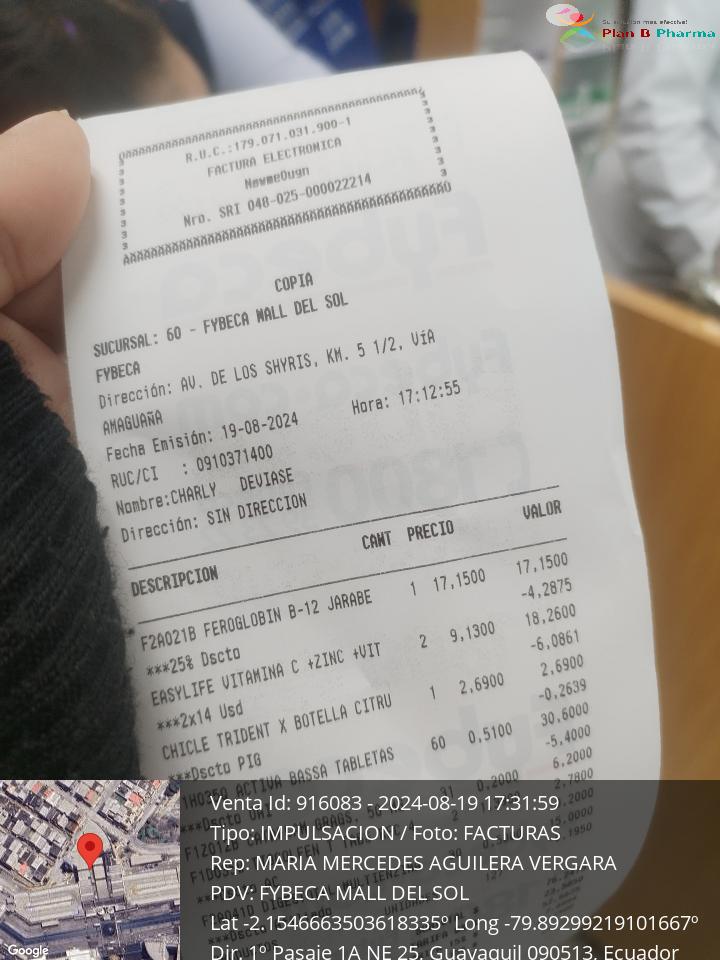 Su solución más efectiva!
Plan B Pharma
R.U.C.:179.071.031.900-1
FACTURA ELECTRONICA
Nro. SRI 048-025-000022214
COPIA
SUCURSAL: 60 - FYBECA MALL DEL SOL
FYBECA
Dirección: AV. DE LOS SHYRIS, KM. 5 1/2, VíA
AMAGUAñA
Fecha Emisión: 19-08-2024 Hora: 17:12:55
RUC/CI : 0910371400
Nombre:CHARLY DEVIASE
Dirección: SIN DIRECCION
DESCRIPCION CANT PRECIO VALOR
F2A021B FEROGLOBIN B-12 JARABE 1 17,1500 17,1500
***25% Dscto -4,2875
EASYLIFE VITAMINA C +ZINC +VIT 2 9,1300 18,2600
***2x14 Usd -6,0861
CHICLE TRIDENT X BOTELLA CITRU 1 2,6900 2,6900
***Dscto PIG -0,2639
ACTIVA BASSA TABLETAS 60 0,5100 30,6000
-5,4000
0,2000 6,2000
Venta Id: 916083 - 2024-08-19 17:31:59
Tipo: IMPULSACION / Foto: FACTURAS
Rep: MARIA MERCEDES AGUILERA VERGARA
PDV: FYBECA MALL DEL SOL
Lat -2.1546663503618335º Long -79.89299219101667º
Dir. 1º Pasaje 1A NE 25, Guayaquil 090513, Ecuador
Google